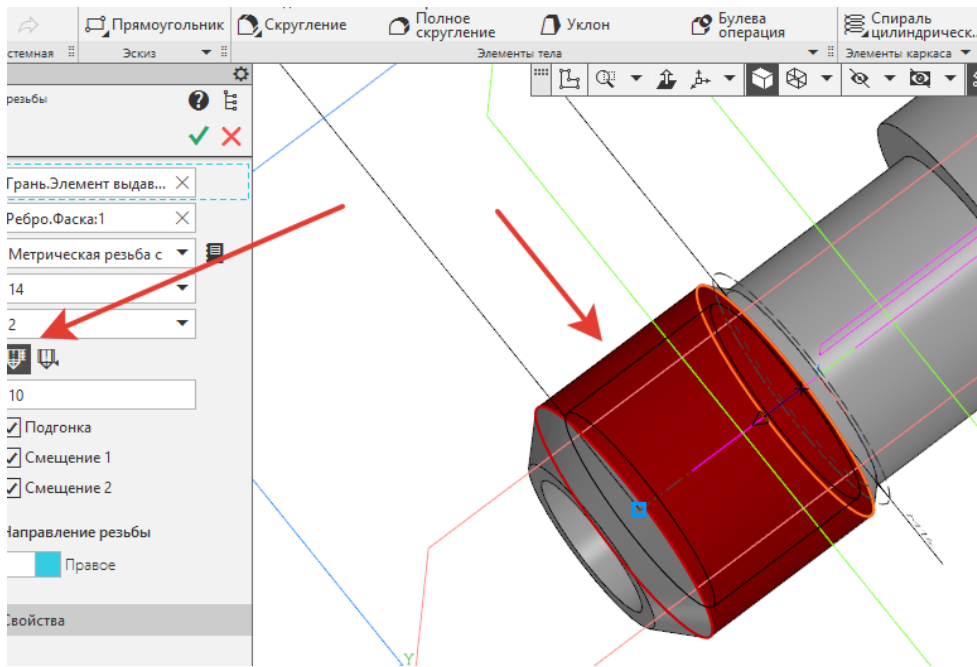 Прямоугольник
Скругление
Полное
скругление
Уклон
Булева
операция
Спираль
цилиндрическ...
стемная
Эскиз
Элементы тела
Элементы каркаса
резьбы
Грань.Элемент выдав...
Ребро.Фаска:1
Метрическая резьба с
14
2
10
Подгонка
Смещение 1
Смещение 2
Направление резьбы
Правое
Свойства
Y